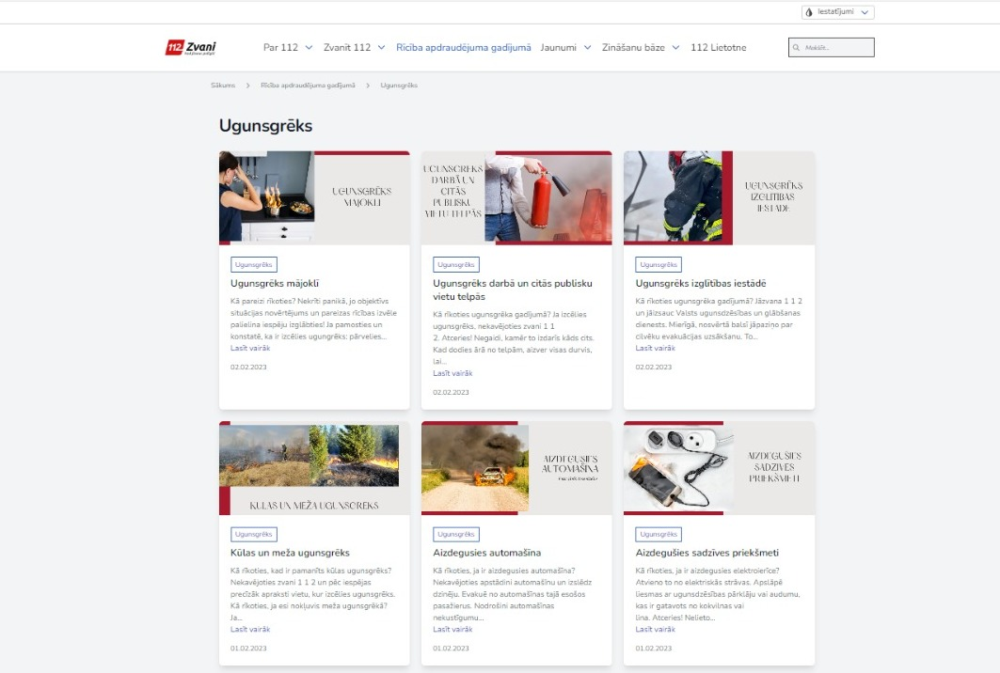 Iestatījumi
112 Zvani
Par 112
Zvanīt 112
Rīcība apdraudējuma gadījumā
Jaunumi
Zināšanu bāze
112 Lietotne
Meklēt...
Sākums > Rīcība apdraudējuma gadījumā > Ugunsgrēks
Ugunsgrēks
UGUNSGRĒKS
MĀJOKLĪ
Ugunsgrēks
Ugunsgrēks mājoklī
Kā pareizi rīkoties? Nekrīti panikā, jo objektīvs
situācijas novērtējums un pareizas rīcības izvēle
palielina iespēju izglābties! Ja pamosties un
konstatē, ka ir izcēlies ugungrēks: pārvelies...
Lasīt vairāk
02.02.2023
UGUNSGRĒKS
DARBĀ UN
CITĀS
PUBLISKU
VIETU TELPĀS
Ugunsgrēks
Ugunsgrēks darbā un citās publisku
vietu telpās
Kā rīkoties ugunsgrēka gadījumā? Ja izcēlies
ugunsgrēks, nekavējoties zvani 1 1
2. Atceries! Negaidi, kamēr to izdarīs kāds cits.
Kad dodies ārā no telpām, aizver visas durvis,
lai...
Lasīt vairāk
02.02.2023
UGUNSGRĒKS
IZGLĪTĪBAS
IESTĀDĒ
Ugunsgrēks
Ugunsgrēks izglītības iestādē
Kā rīkoties ugunsgrēka gadījumā? Jāzvana 1 1 2
un jāizsauc Valsts ugunsdzēsības un glābšanas
dienests. Mierīgā, nosvērtā balsī jāpaziņo par
cilvēku evakuācijas uzsākšanu. To...
Lasīt vairāk
02.02.2023
KŪLAS UN MEŽA UGUNSGRĒKS
Ugunsgrēks
Kūlas un meža ugunsgrēks
Kā rīkoties, kad ir pamanīts kūlas ugunsgrēks?
Nekavējoties zvani 1 1 2 un pēc iespējas
precīzāk apraksti vietu, kur izcēlies ugunsgrēks.
Kā rīkoties, ja esi nokļuvis meža ugunsgrēkā?
Ja...
Lasīt vairāk
01.02.2023
AIZDEGUSIES
AUTOMAŠĪNA
Ugunsgrēks
Aizdegusies automašīna
Kā rīkoties, ja ir aizdegusies automašīna?
Nekavējoties apstādini automašīnu un izslēdz
dzinēju. Evakuē no automašīnas tajā esošos
pasažierus. Nodrošini automašīnas
nekustīgumu...
Lasīt vairāk
01.02.2023
AIZDEGUŠIES
SADZĪVES
PRIEKŠMETI
Ugunsgrēks
Aizdegušies sadzīves priekšmeti
Kā rīkoties, ja ir aizdegusies elektroierīce?
Atvieno to no elektriskās strāvas. Apslāpē
liesmas ar ugunsdzēsības pārklāju vai audumu,
kas ir gatavots no kokvilnas vai
lina. Atceries! Nelieto...
Lasīt vairāk
01.02.2023